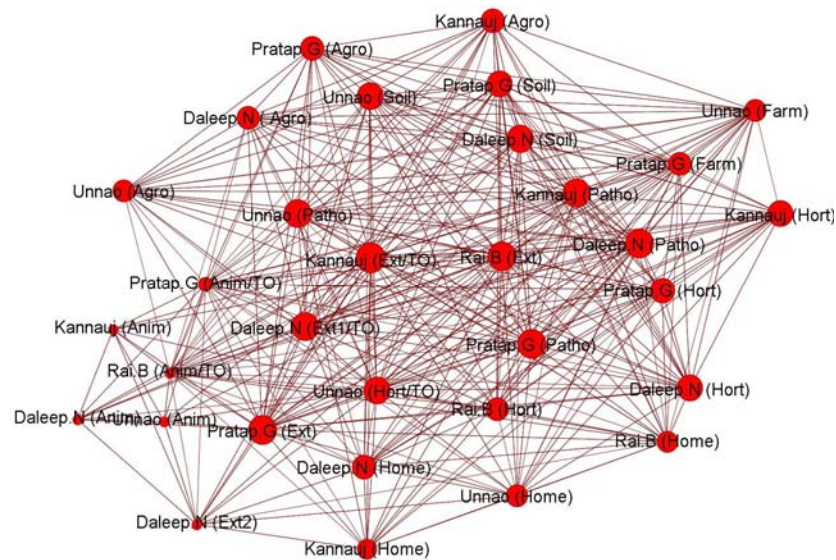 Kannauj (Agro)
Pratap.G (Agro)
Pratap.G (Soil)
Unnao (Soil)
Unnao (Farm)
Daleep.N ( Agro)
Daleep.N (Soil)
Pratap.G (Farm)
Unnao (Agro)
Kannauj (Patho)
Unnao (Patho)
Kannauj (Hort)
Daleep.N (Patho)
Kannauj (Ext/TO)
Rai.B (Ext)
Pratap.G (Anim/TO)
Pratap.G (Hort)
Kannauj (Anim)
Daleep.N (Ext1/TO)
Pratap.G (Patho)
Rai.B (Anim/TO)
Unnao (Hort/TO)
Daleep.N (Hort)
Rai.B (Hort)
Daleep.N (Anim)
Unnao (Anim)
Pratap.G (Ext)
Rai.B (Home)
Daleep.N (Home)
Unnao (Home)
Daleep.N (Ext2)
Kannauj (Home)